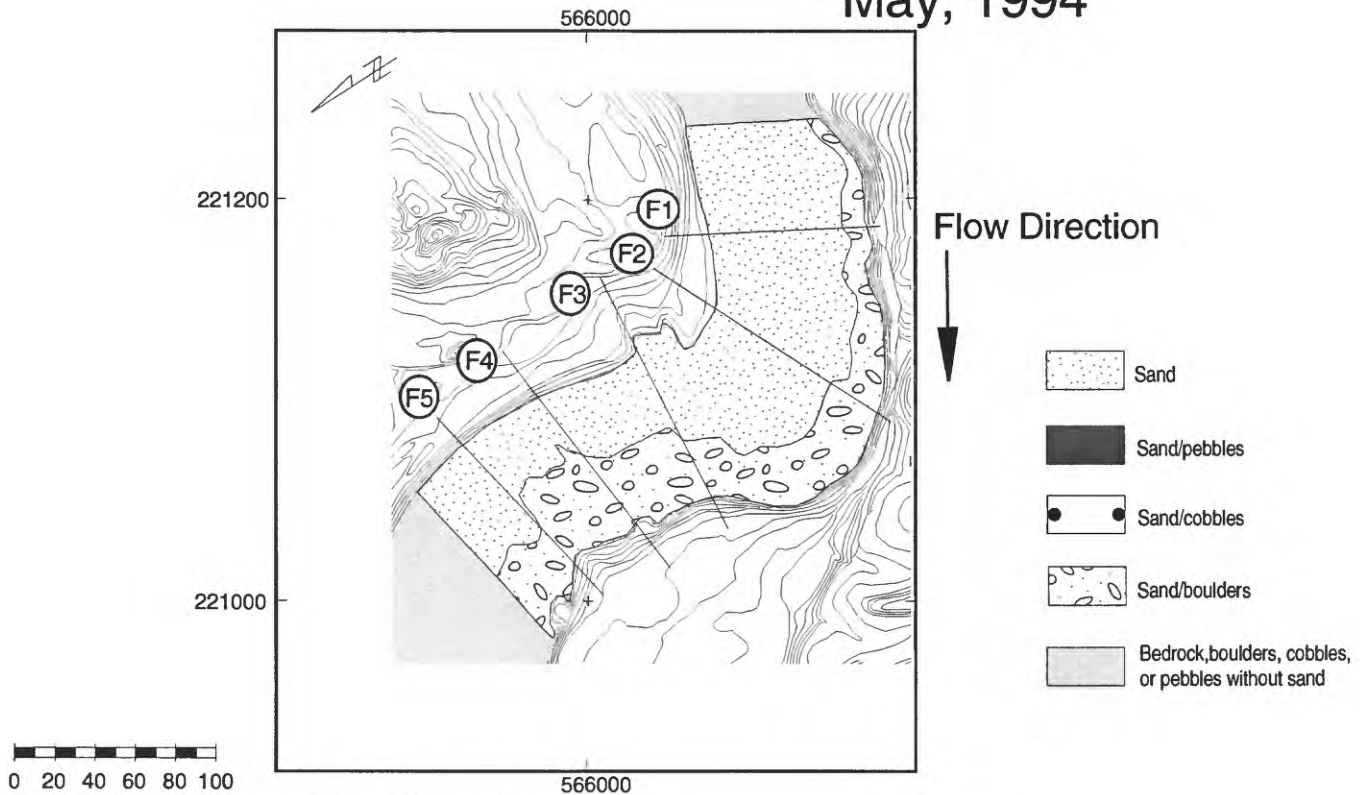 May, 1994
566000
221200
F1
F2
F3
F4
F5
221000
566000
0 20 40 60 80 100
Flow Direction
Sand
Sand/pebbles
Sand/cobbles
Sand/boulders
Bedrock,boulders, cobbles,
or pebbles without sand